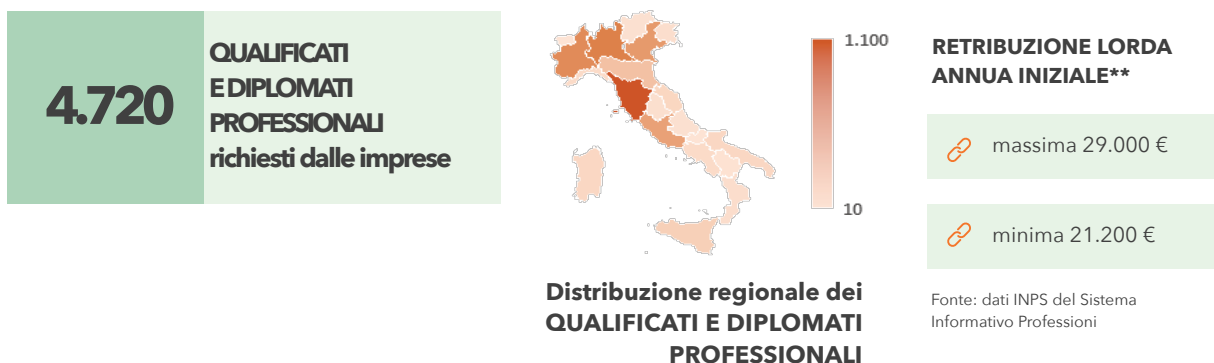 4.720
QUALIFICATI
E DIPLOMATI
PROFESSIONALI
richiesti dalle imprese
1.100
10
Distribuzione regionale dei
QUALIFICATI E DIPLOMATI
PROFESSIONALI
RETRIBUZIONE LORDA
ANNUA INIZIALE**
massima 29.000 €
minima 21.200 €
Fonte: dati INPS del Sistema
Informativo Professioni